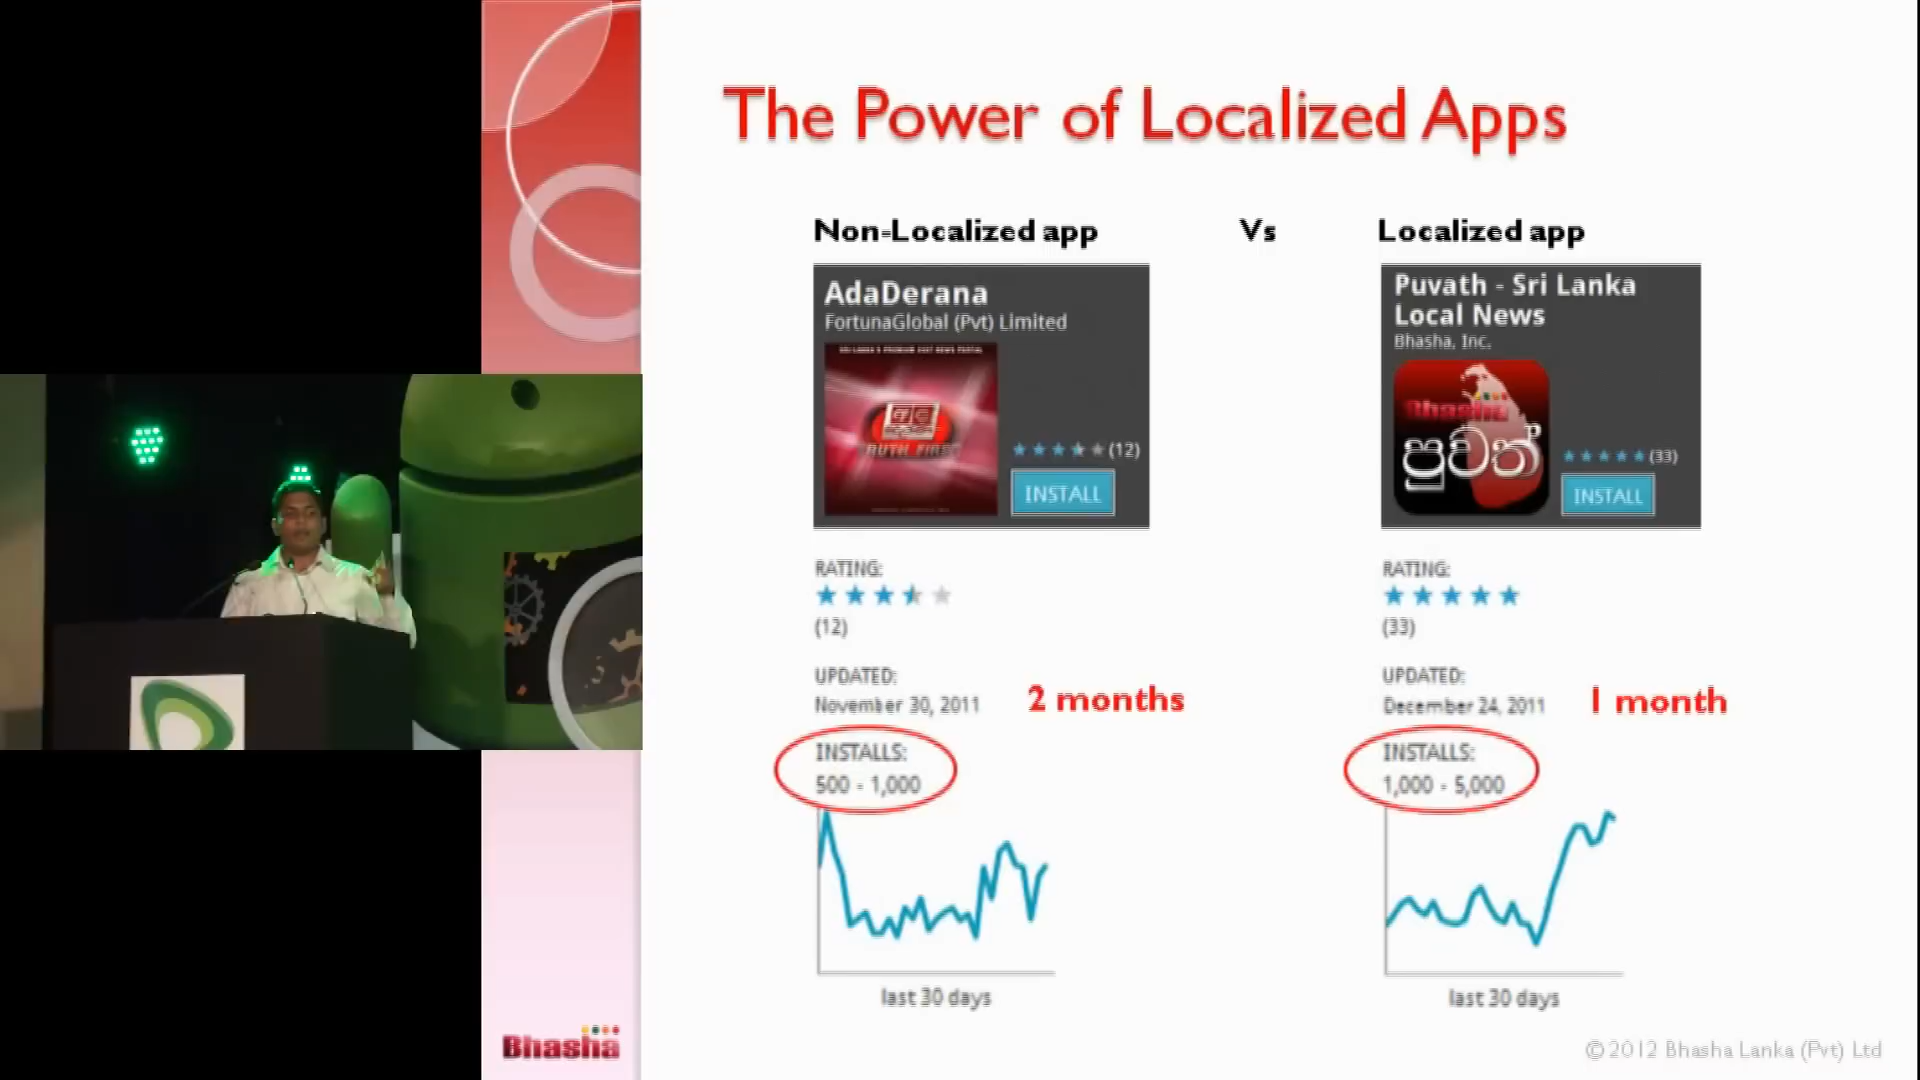 The Power of Localized Apps
Non-Localized app
Vs
Localized app
AdaDerana
FortunaGlobal (Pvt) Limited
(12)
INSTALL
Puvath - Sri Lanka
Local News
Bhasha, Inc.
Bhasha
පුවත්
(33)
INSTALL
RATING:
(12)
UPDATED:
November 30, 2011
2 months
INSTALLS:
500 - 1,000
last 30 days
RATING:
(33)
UPDATED:
December 24, 2011
1 month
INSTALLS:
1,000 - 5,000
last 30 days
Bhasha
©2012 Bhasha Lanka (Pvt) Ltd